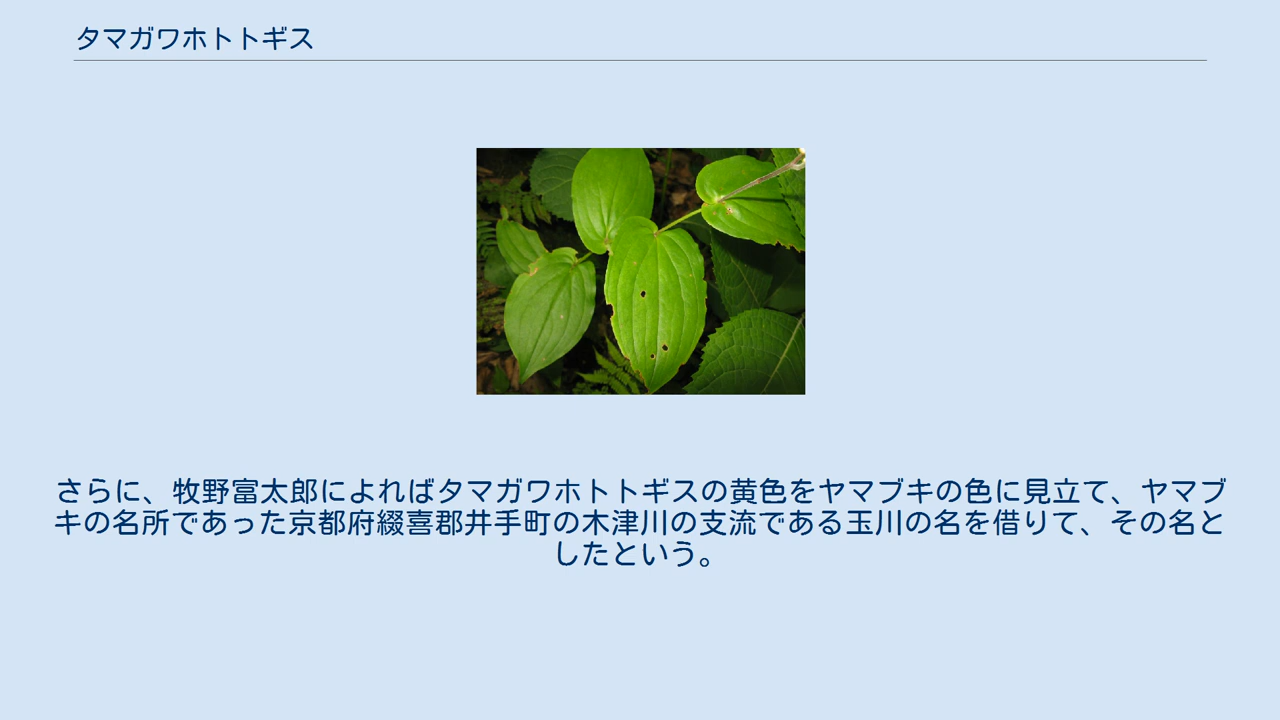 タマガワホトトギス
さらに、牧野富太郎によればタマガワホトトギスの黄色をヤマブキの色に見立て、ヤマブ
キの名所であった京都府綴喜郡井手町の木津川の支流である玉川の名を借りて、その名と
したという。